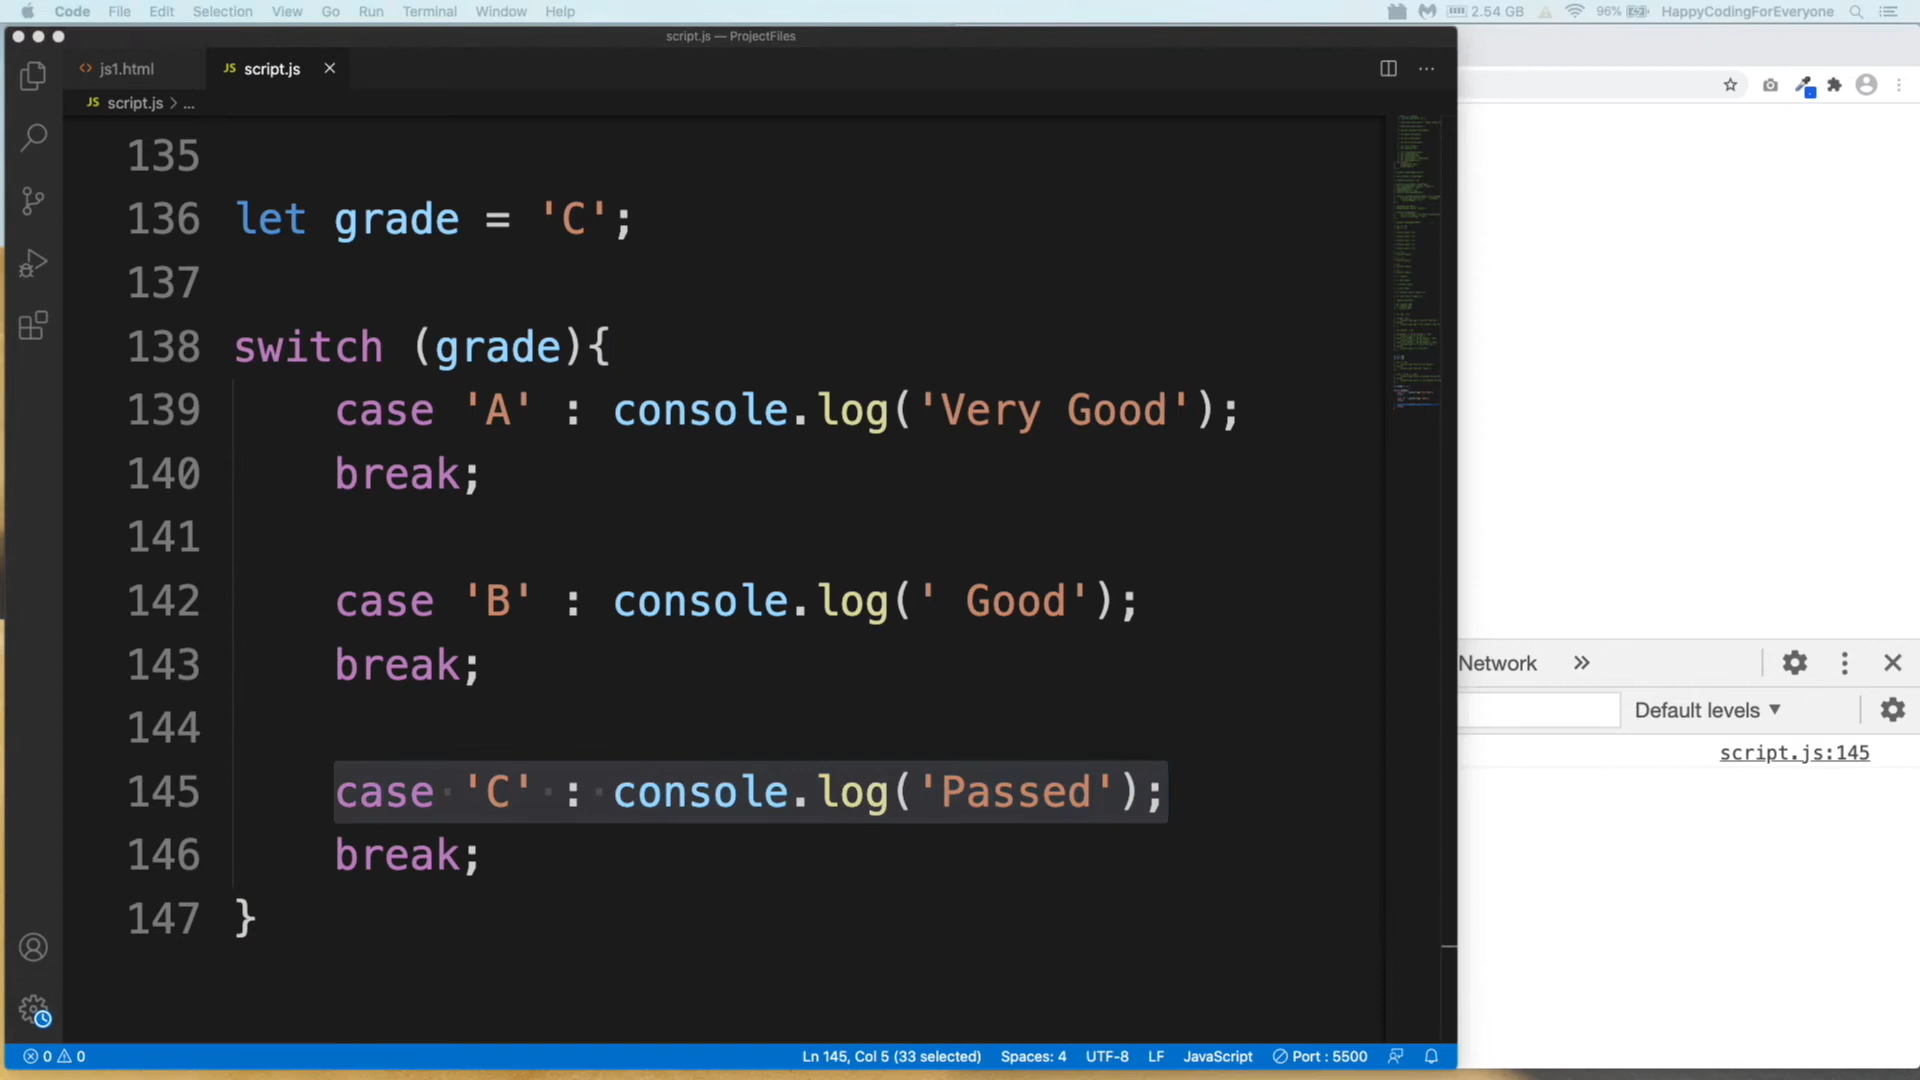 Code File Edit Selection View Go Run Terminal Window Help 2.54 GB 96% HappyCodingForEveryone
script.js — ProjectFiles
js1.html JS script.js
JS script.js > ...
135
136 let grade = 'C';
137
138 switch (grade){
139 case 'A' : console.log('Very Good');
140 break;
141
142 case 'B' : console.log(' Good');
143 break;
144
145 case 'C' : console.log('Passed');
146 break;
147 }
Network
Default levels
script.js:145
0 0 Ln 145, Col 5 (33 selected) Spaces: 4 UTF-8 LF JavaScript Port : 5500